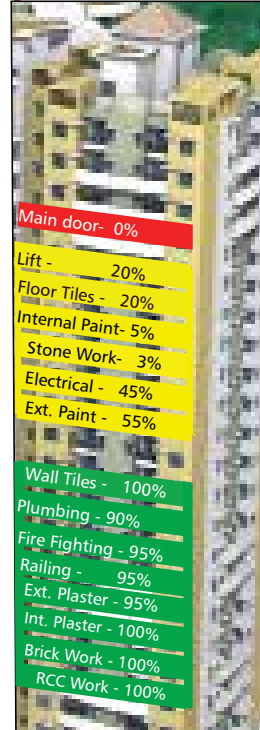 Main door- 0%
Lift - 20%
Floor Tiles - 20%
Internal Paint- 5%
Stone Work- 3%
Electrical - 45%
Ext. Paint - 55%
Wall Tiles - 100%
Plumbing - 90%
Fire Fighting - 95%
Railing - 95%
Ext. Plaster - 95%
Int. Plaster - 100%
Brick Work - 100%
RCC Work - 100%